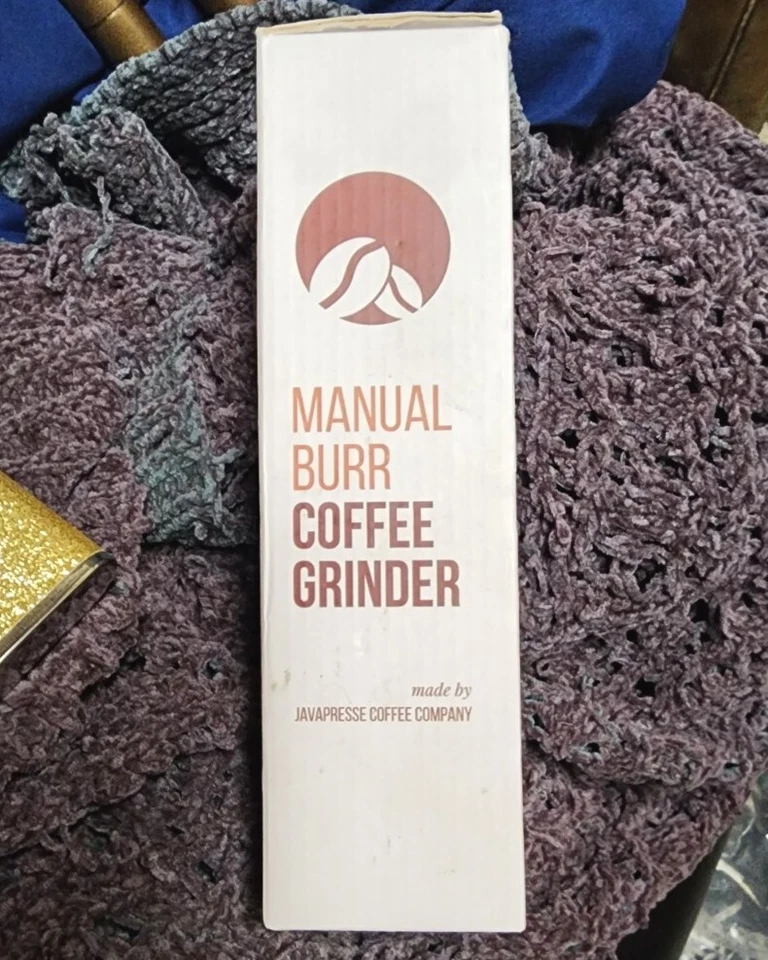 MANUAL
BURR
COFFEE
GRINDER
made by
JAVAPRESSE COFFEE COMPANY